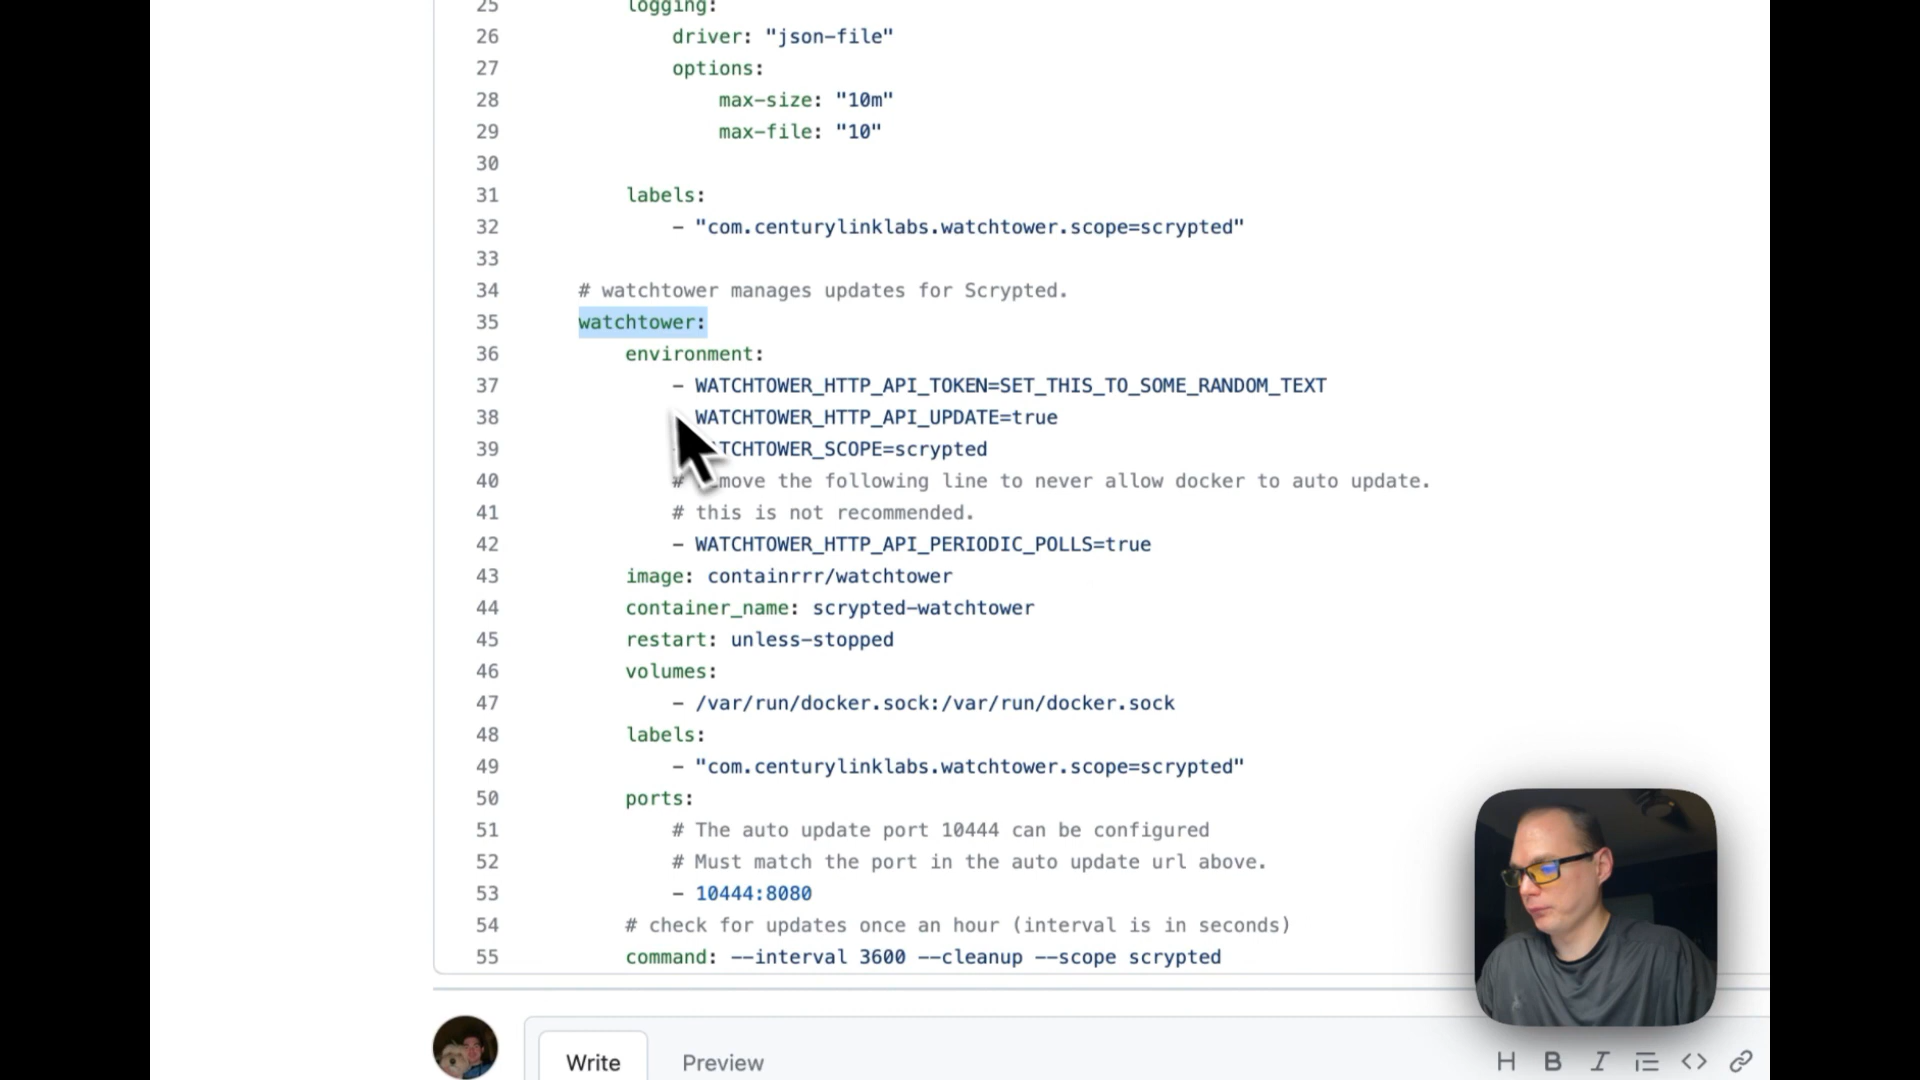 25 logging:
26 driver: "json-file"
27 options:
28 max-size: "10m"
29 max-file: "10"
30
31 labels:
32 - "com.centurylinklabs.watchtower.scope=scrypted"
33
34 # watchtower manages updates for Scrypted.
35 watchtower:
36 environment:
37 - WATCHTOWER_HTTP_API_TOKEN=SET_THIS_TO_SOME_RANDOM_TEXT
38 WATCHTOWER_HTTP_API_UPDATE=true
39 TCHTOWER_SCOPE=scrypted
40 # move the following line to never allow docker to auto update.
41 # this is not recommended.
42 - WATCHTOWER_HTTP_API_PERIODIC_POLLS=true
43 image: containrrr/watchtower
44 container_name: scrypted-watchtower
45 restart: unless-stopped
46 volumes:
47 - /var/run/docker.sock:/var/run/docker.sock
48 labels:
49 - "com.centurylinklabs.watchtower.scope=scrypted"
50 ports:
51 # The auto update port 10444 can be configured
52 # Must match the port in the auto update url above.
53 - 10444:8080
54 # check for updates once an hour (interval is in seconds)
55 command: --interval 3600 --cleanup --scope scrypted
Write Preview H B I <>